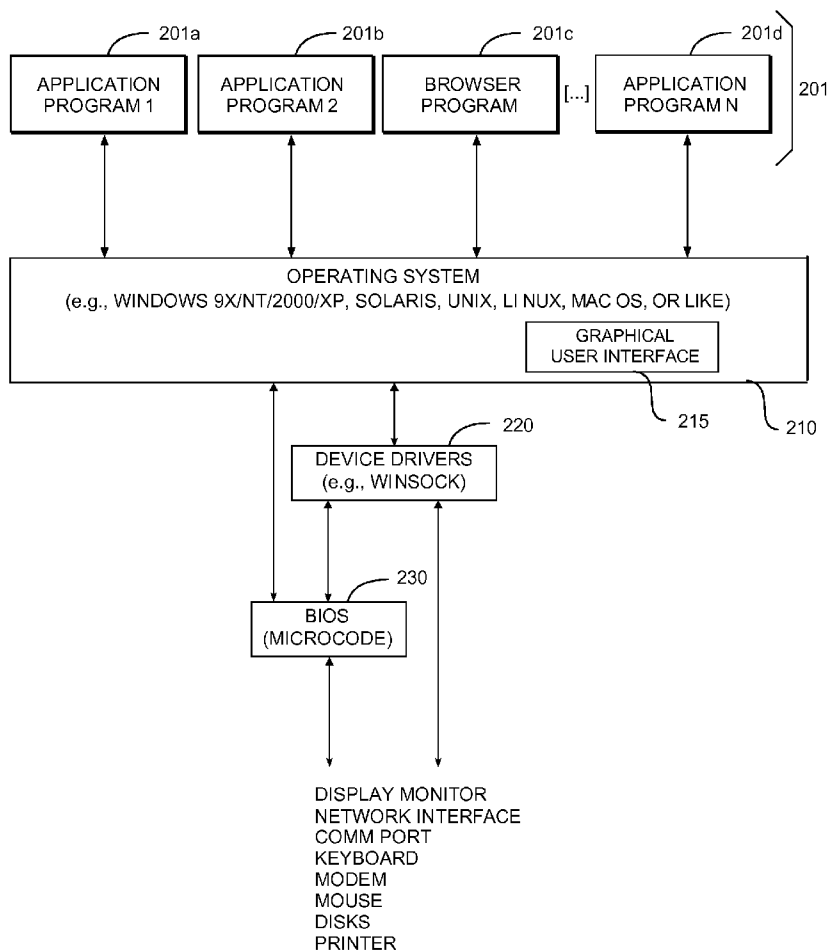 201a
201b
201c
201d
APPLICATION
PROGRAM 1
APPLICATION
PROGRAM 2
BROWSER
PROGRAM
[...]
APPLICATION
PROGRAM N
201
OPERATING SYSTEM
(e.g., WINDOWS 9X/NT/2000/XP, SOLARIS, UNIX, LINUX, MAC OS, OR LIKE)
GRAPHICAL
USER INTERFACE
215
210
220
DEVICE DRIVERS
(e.g., WINSOCK)
230
BIOS
(MICROCODE)
DISPLAY MONITOR
NETWORK INTERFACE
COMM PORT
KEYBOARD
MODEM
MOUSE
DISKS
PRINTER